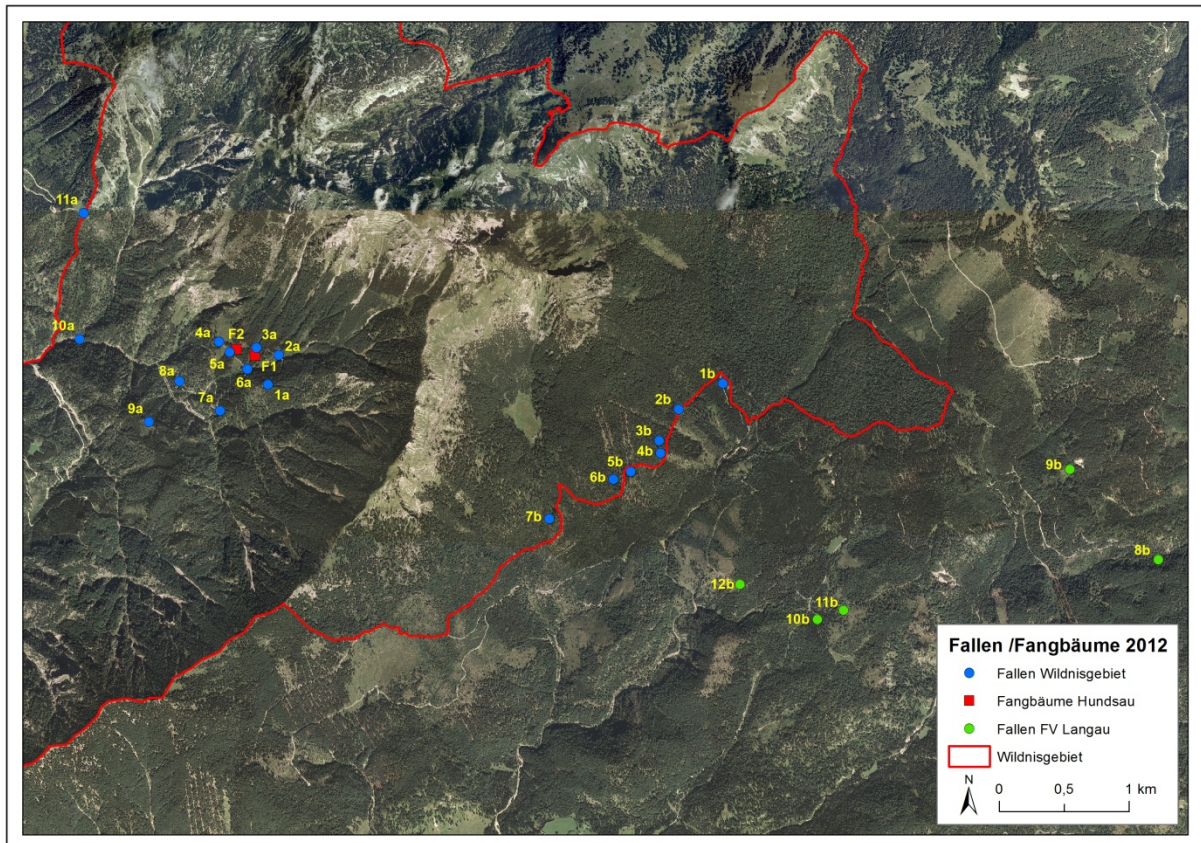 11a
10a
4a
F2
3a
2a
5a
F1
6a
1a
8a
7a
9a
1b
2b
3b
4b
5b
6b
7b
9b
8b
12b
11b
10b
Fallen /Fangbäume 2012
Fallen Wildnisgebiet
Fangbäume Hundsau
Fallen FV Langau
Wildnisgebiet
N
0 0,5 1 km